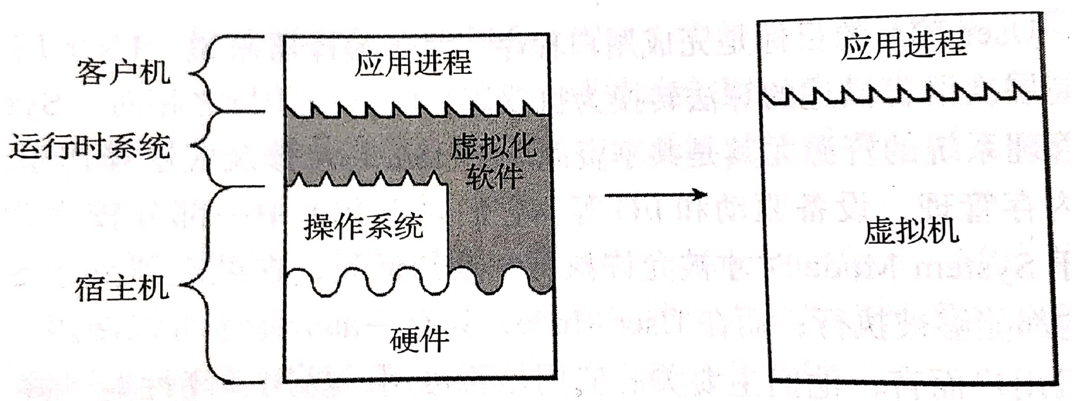 客户机
运行时系统
宿主机
应用进程
虚拟化
软件
操作系统
硬件
应用进程
虚拟机